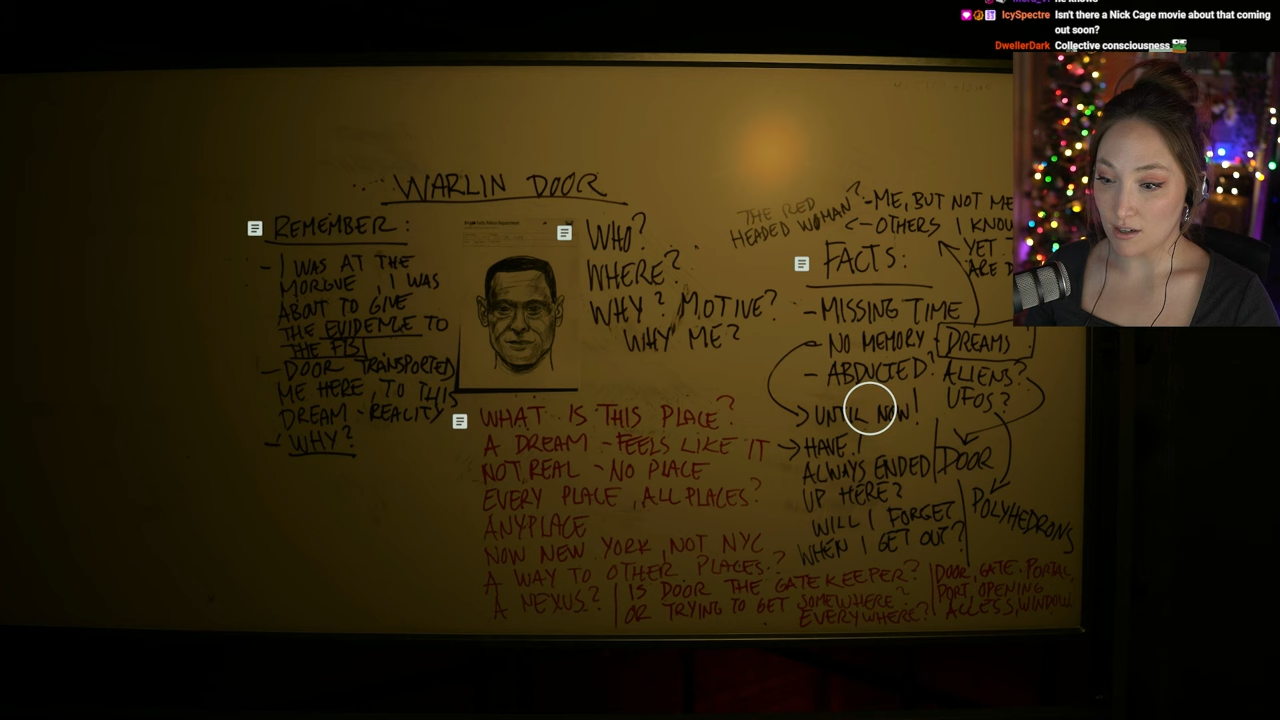 he knows
IcySpectre Isn't there a Nick Cage movie about that coming
out soon?
DwellerDark Collective consciousness
WARLIN DOOR
REMEMBER:
- I WAS AT THE
MORGUE, I WAS
ABOUT TO GIVE
THE EVIDENCE TO
THE FBI
- DOOR TRANSPORTED
ME HERE, TO THIS
DREAM-REALITY
- WHY?
WHO?
WHERE?
WHY? MOTIVE?
WHY ME?
THE RED
HEADED WOMAN?
- ME, BUT NOT ME
<- OTHERS I KNOW
YET
ARE
FACTS:
- MISSING TIME
- NO MEMORY - DREAMS
- ABDUCTED? ALIENS?
UFOs?
UNTIL NOW!
HAVE I
ALWAYS ENDED
UP HERE?
WILL I FORGET
WHEN I GET OUT?
DOOR
POLYHEDRONS
WHAT IS THIS PLACE?
A DREAM - FEELS LIKE IT
NOT REAL - NO PLACE
EVERY PLACE, ALL PLACES?
ANYPLACE
NOW NEW YORK, NOT NYC
A WAY TO OTHER PLACES?
A NEXUS?
IS DOOR THE GATEKEEPER?
OR TRYING TO GET SOMEWHERE?
EVERYWHERE?
DOOR, GATE, PORTAL,
PORT, OPENING
ACCESS, WINDOW